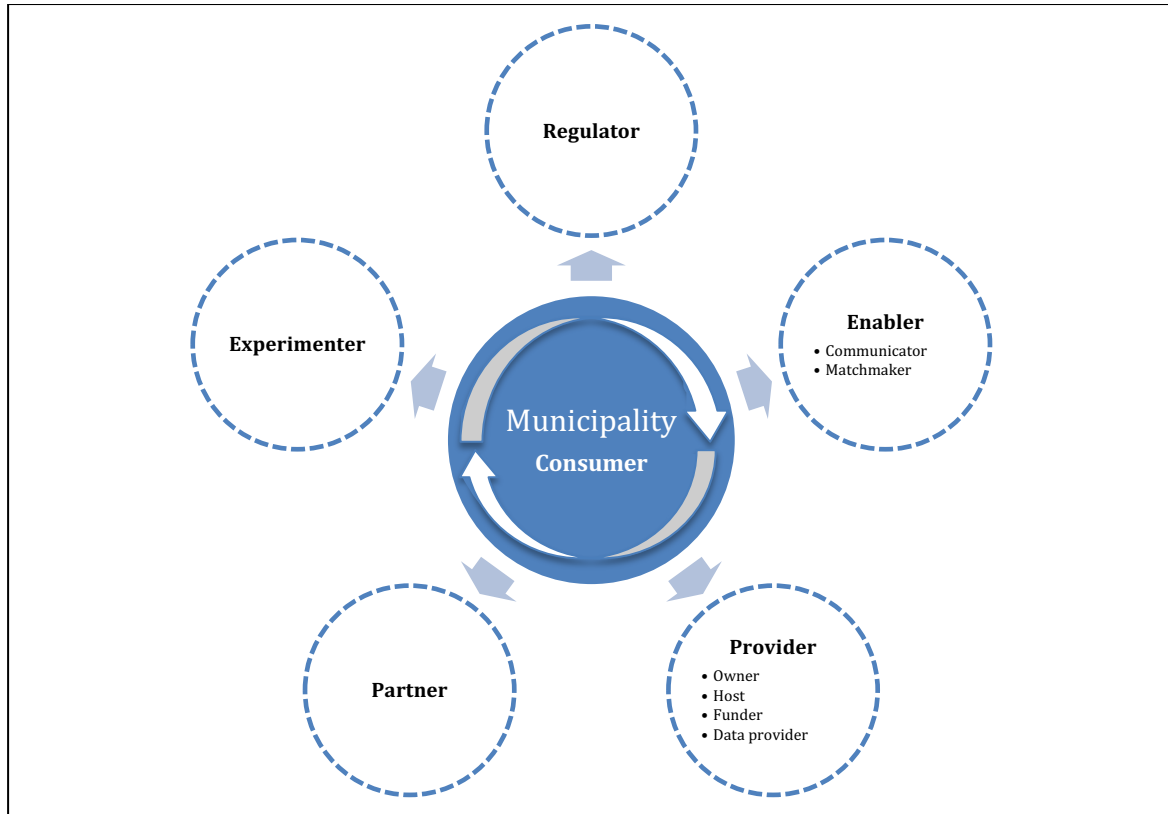 Regulator
Experimenter
Enabler
• Communicator
• Matchmaker
Municipality
Consumer
Partner
Provider
• Owner
• Host
• Funder
• Data provider